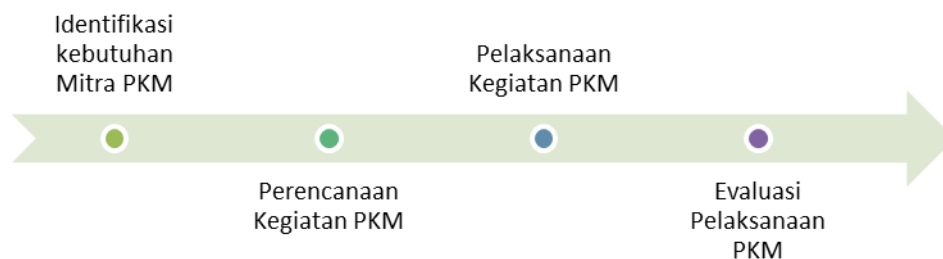 Identifikasi
kebutuhan
Mitra PKM
Perencanaan
Kegiatan PKM
Pelaksanaan
Kegiatan PKM
Evaluasi
Pelaksanaan
PKM